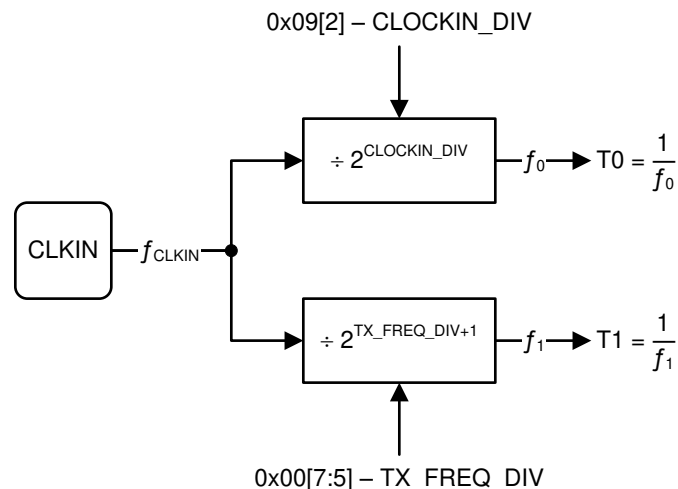 0x09[2] – CLOCKIN_DIV
÷ 2^CLOCKIN_DIV
f0
T0 = 1/f0
CLKIN
fCLKIN
÷ 2^TX_FREQ_DIV+1
f1
T1 = 1/f1
0x00[7:5] – TX_FREQ_DIV